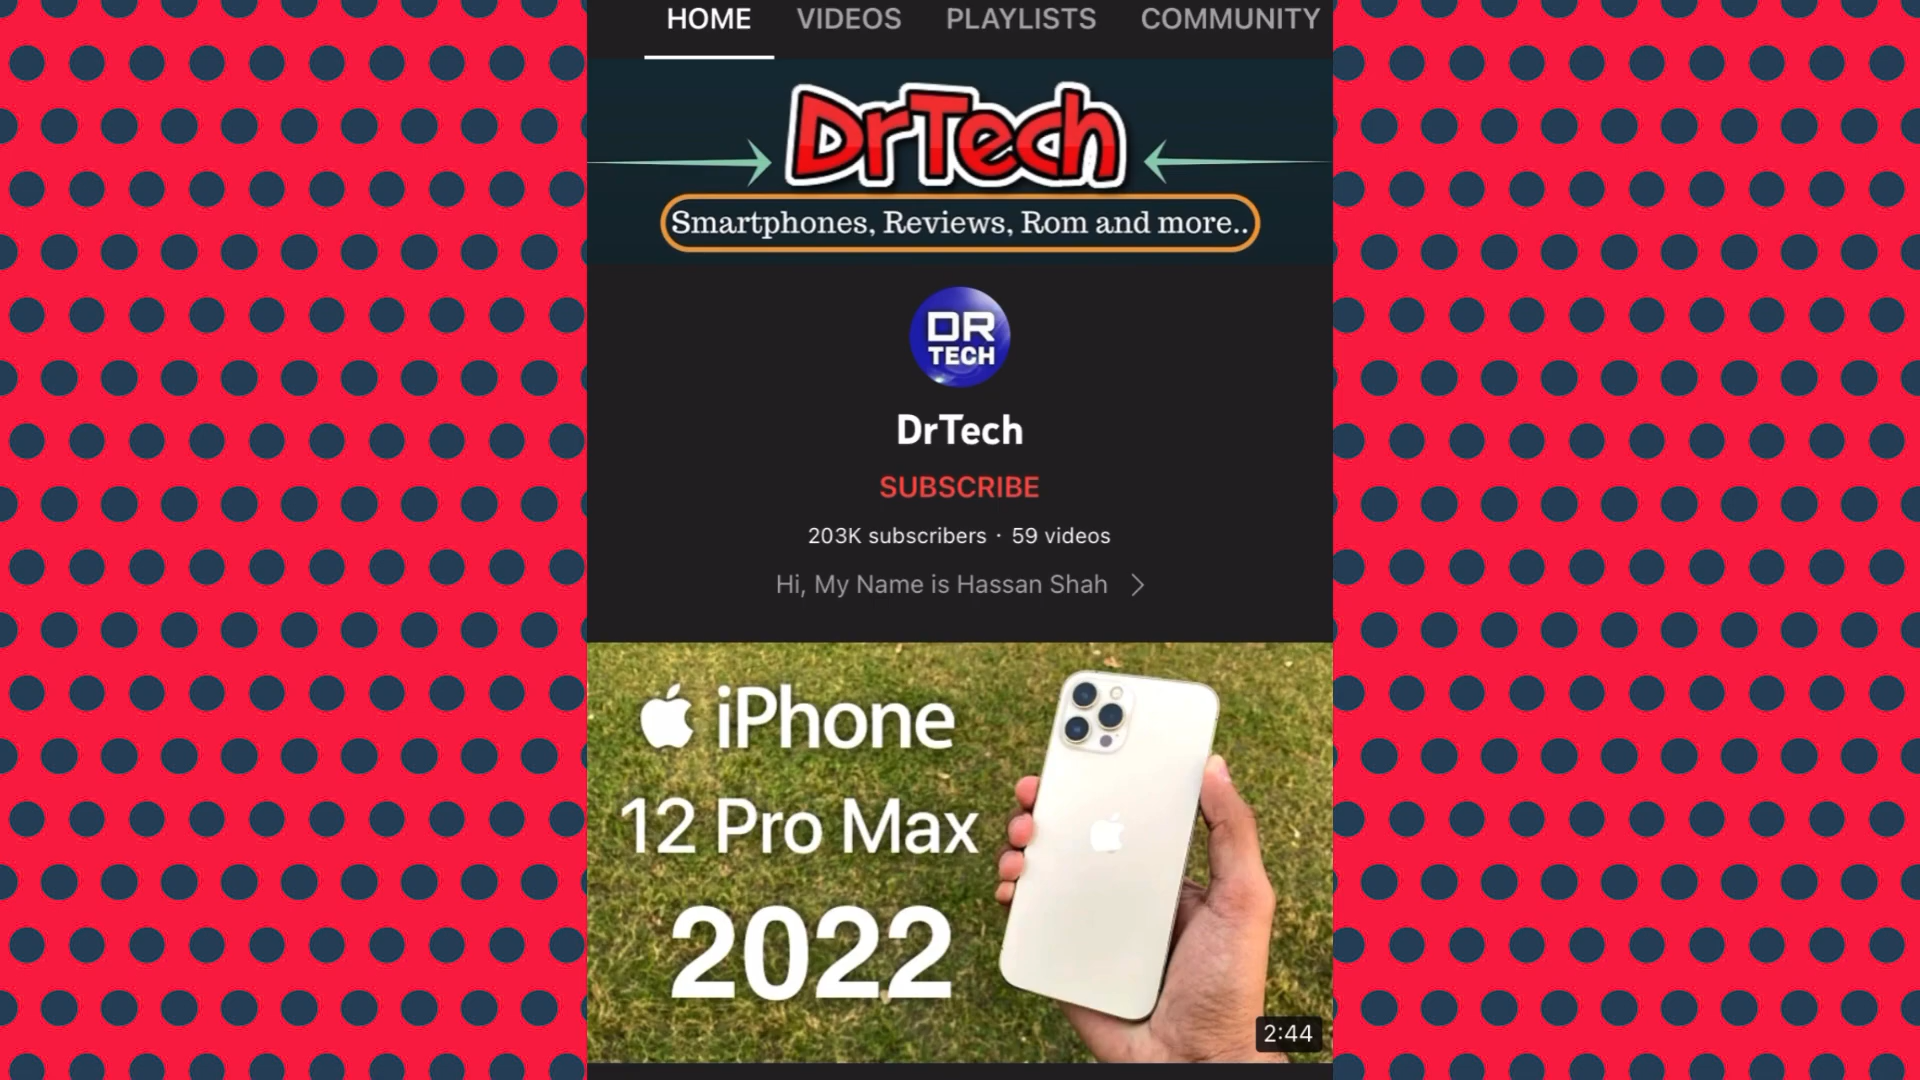 HOME VIDEOS PLAYLISTS COMMUNITY
DrTech
Smartphones, Reviews, Rom and more..
DR
TECH
DrTech
SUBSCRIBE
203K subscribers · 59 videos
Hi, My Name is Hassan Shah
iPhone
12 Pro Max
2022
2:44